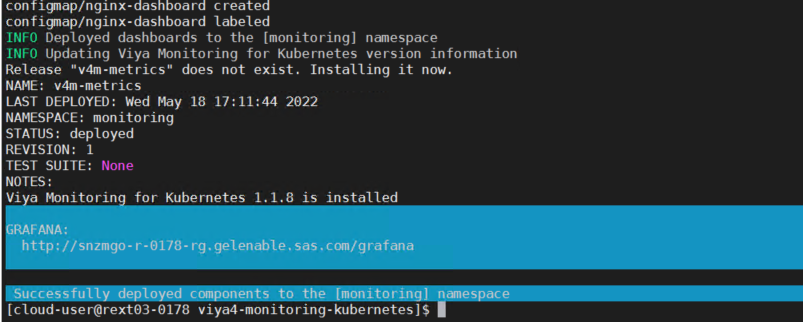 configmap/nginx-dashboard created
configmap/nginx-dashboard labeled
INFO Deployed dashboards to the [monitoring] namespace
INFO Updating Viya Monitoring for Kubernetes version information
Release "v4m-metrics" does not exist. Installing it now.
NAME: v4m-metrics
LAST DEPLOYED: Wed May 18 17:11:44 2022
NAMESPACE: monitoring
STATUS: deployed
REVISION: 1
TEST SUITE: None
NOTES:
Viya Monitoring for Kubernetes 1.1.8 is installed
GRAFANA:
http://snzmgo-r-0178-rg.gelenable.sas.com/grafana
Successfully deployed components to the [monitoring] namespace
[cloud-user@rext03-0178 viya4-monitoring-kubernetes]$